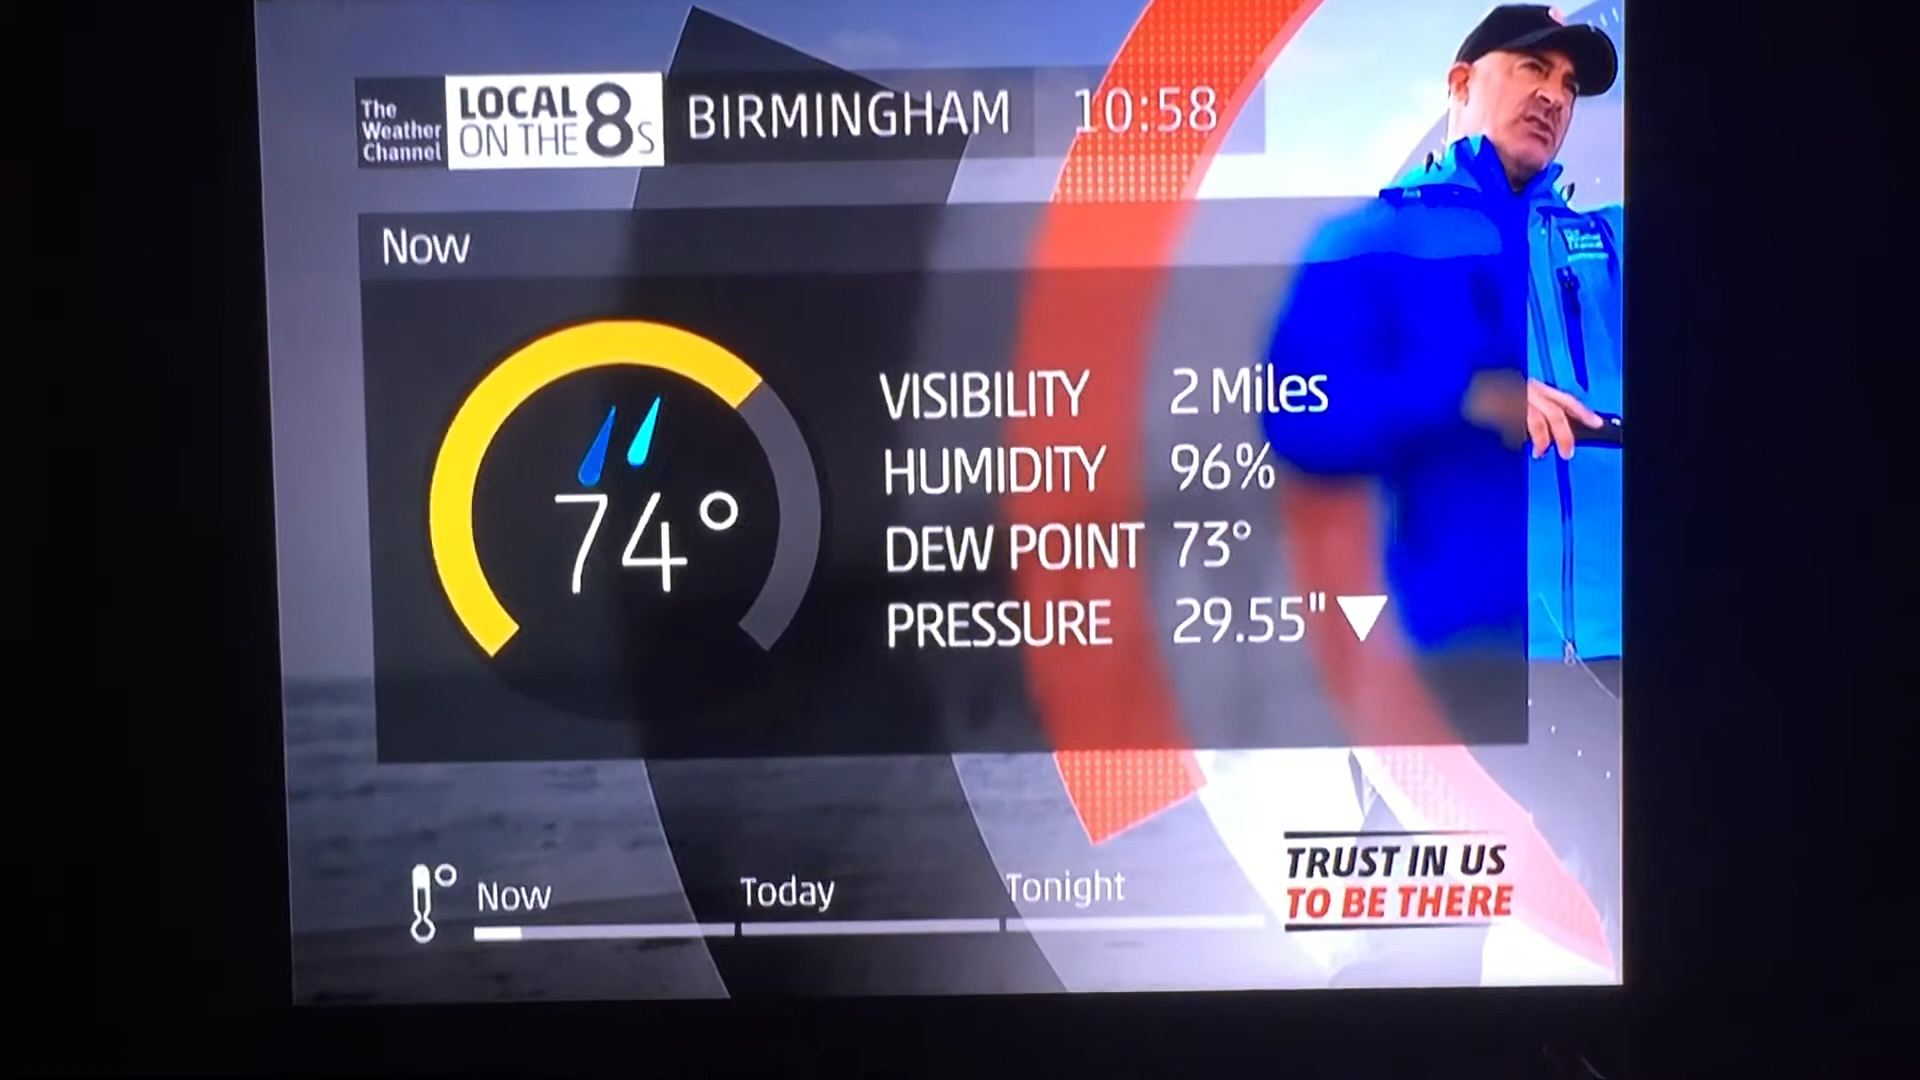 The Weather Channel
LOCAL ON THE 8s
BIRMINGHAM 10:58
Now
74°
VISIBILITY 2 Miles
HUMIDITY 96%
DEW POINT 73°
PRESSURE 29.55" ▼
Now Today Tonight
TRUST IN US
TO BE THERE